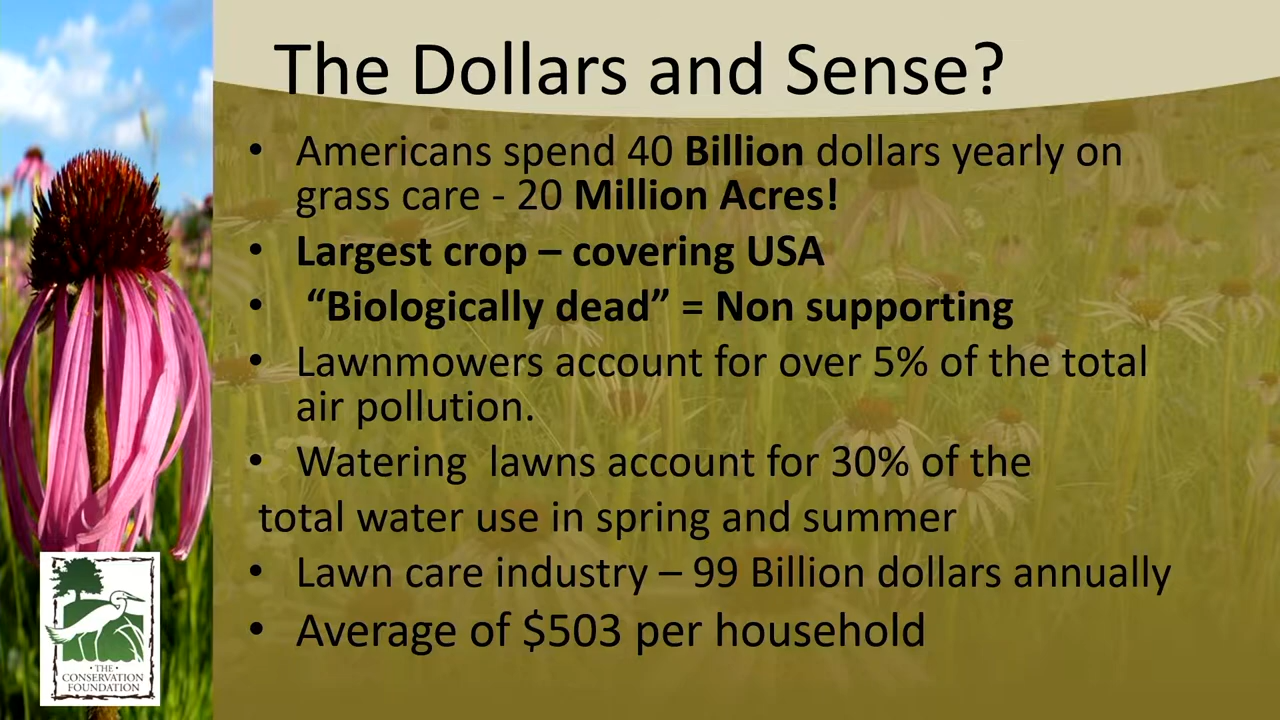 The Dollars and Sense?
• Americans spend 40 Billion dollars yearly on
grass care - 20 Million Acres!
• Largest crop – covering USA
• “Biologically dead” = Non supporting
• Lawnmowers account for over 5% of the total
air pollution.
• Watering lawns account for 30% of the
total water use in spring and summer
• Lawn care industry – 99 Billion dollars annually
• Average of $503 per household
• THE •
CONSERVATION
FOUNDATION